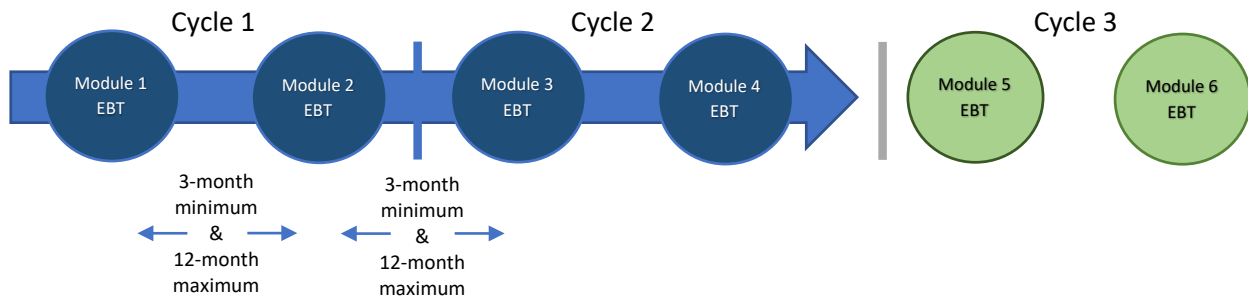 Cycle 1
Cycle 2
Cycle 3
Module 1
EBT
Module 2
EBT
Module 3
EBT
Module 4
EBT
Module 5
EBT
Module 6
EBT
3-month
minimum
&
12-month
maximum
3-month
minimum
&
12-month
maximum